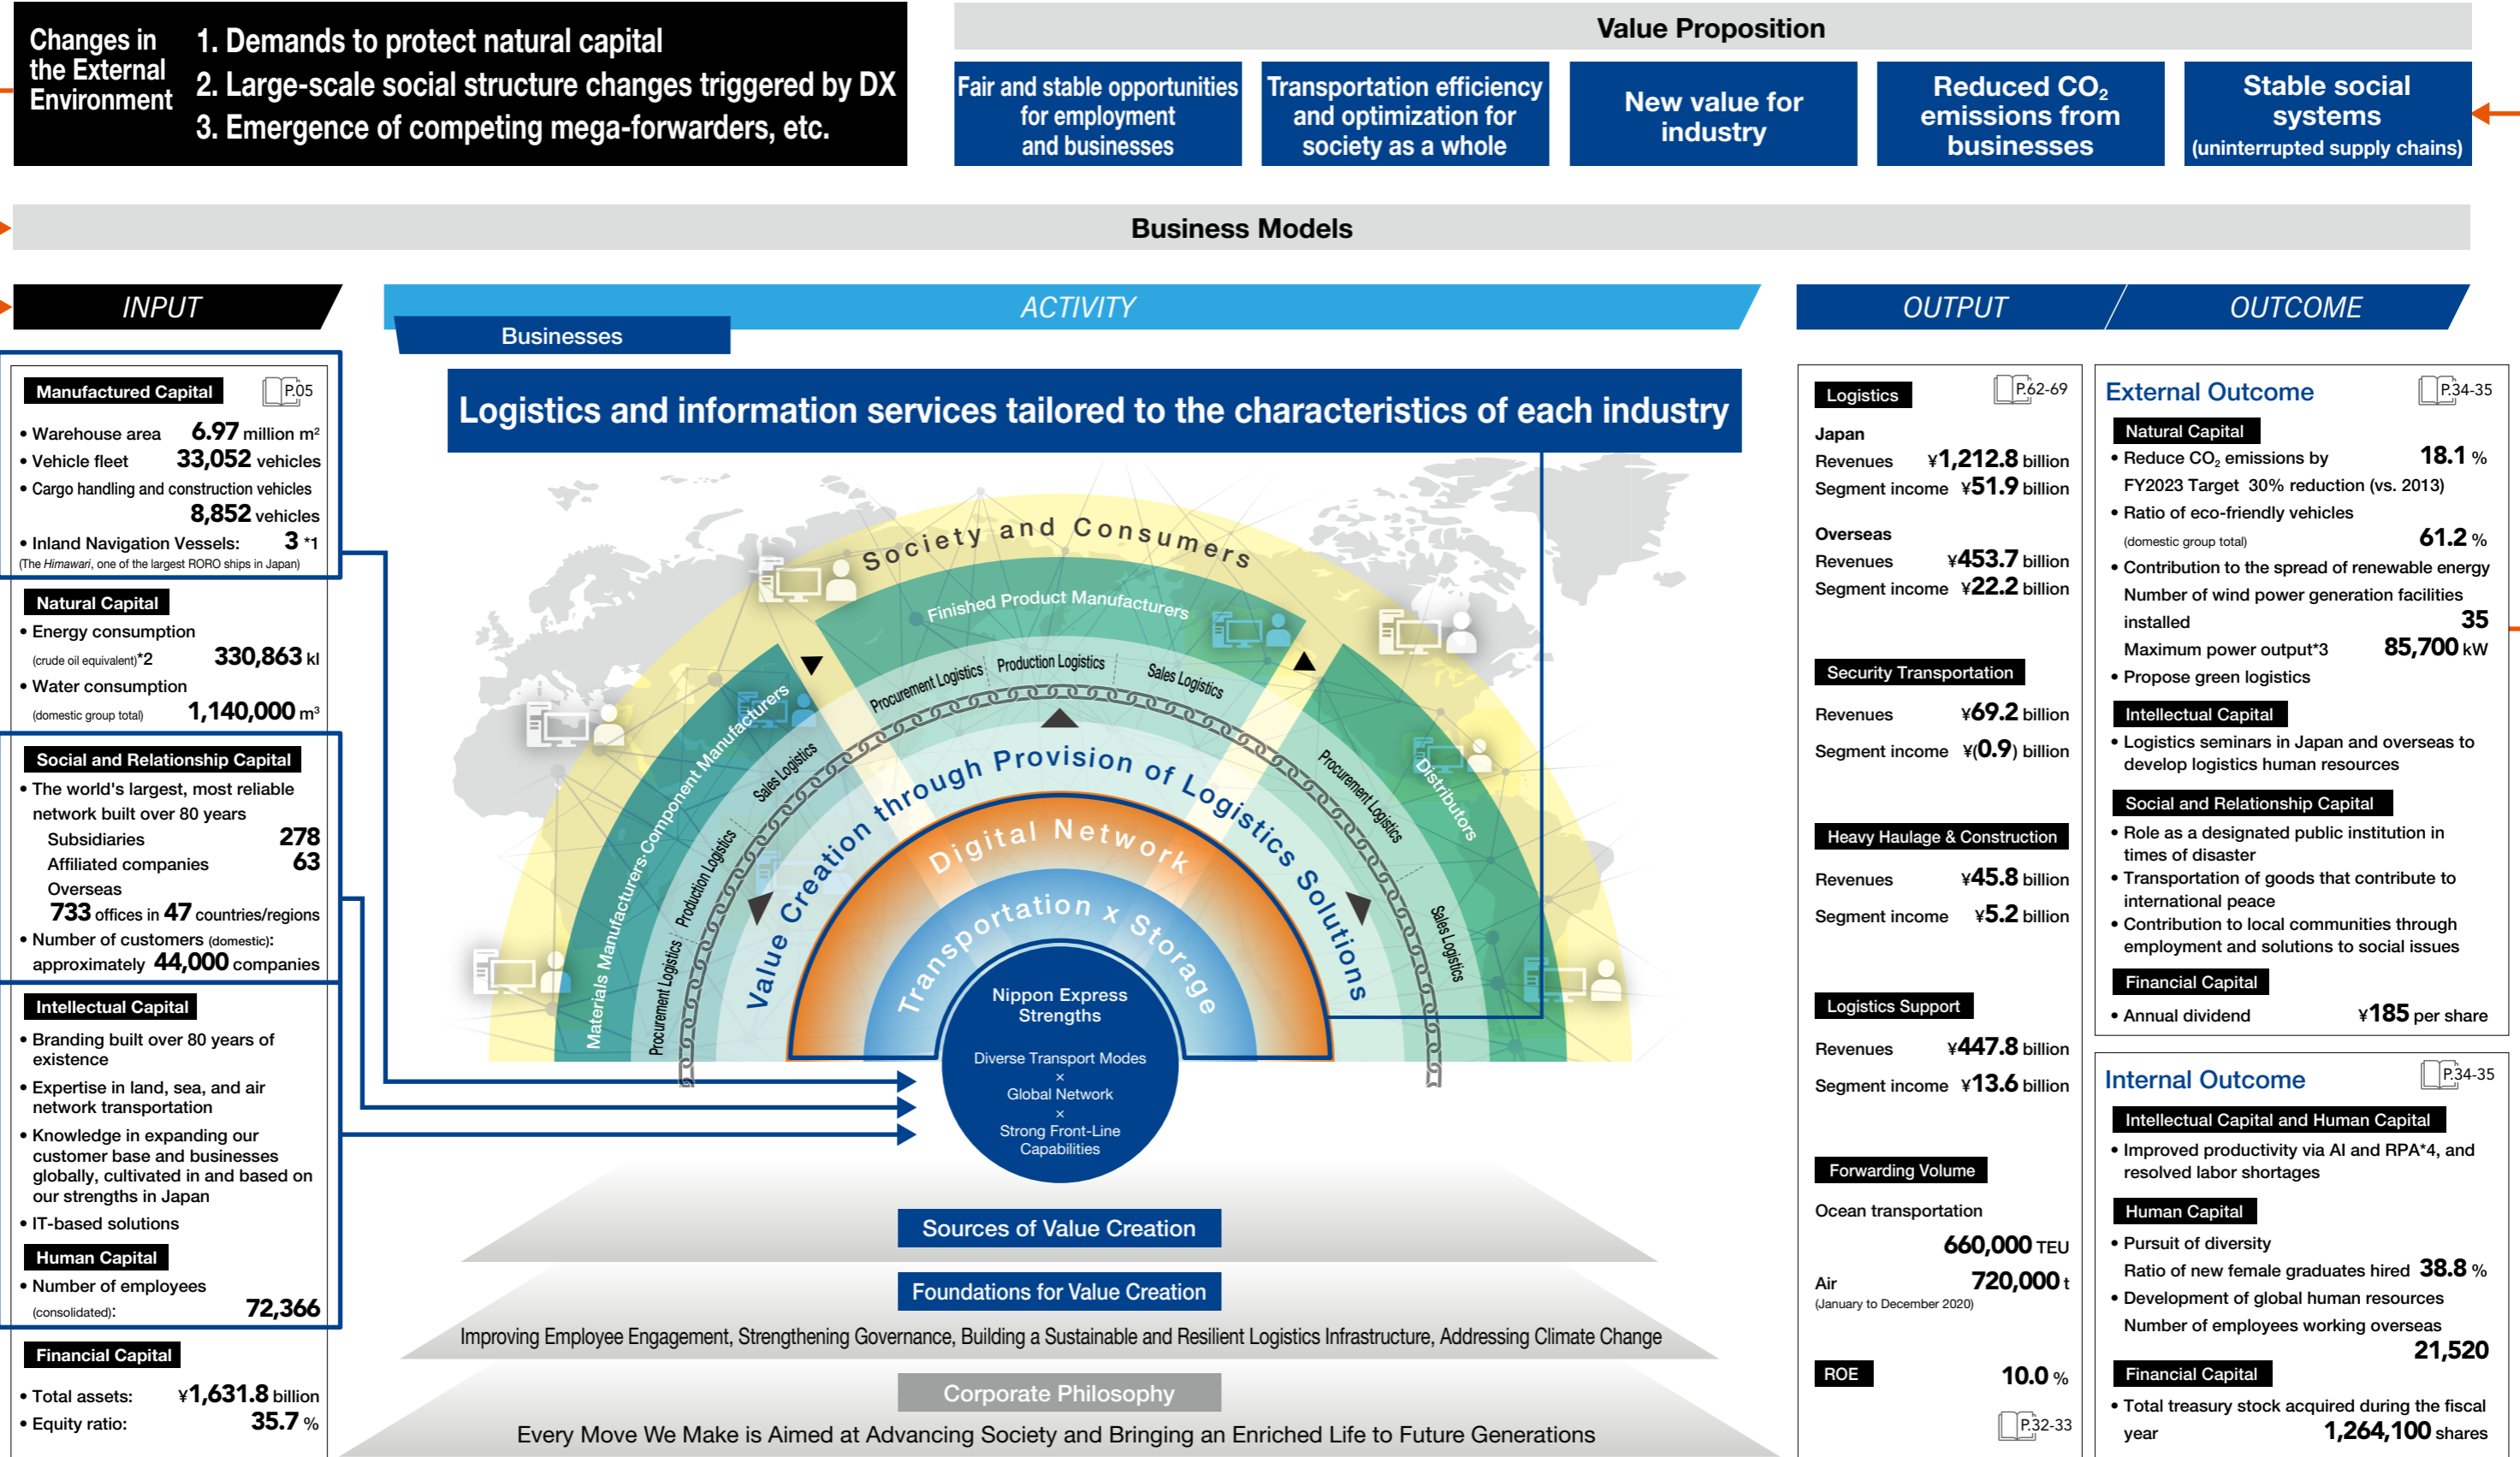 Changes in
the External
Environment
1. Demands to protect natural capital
2. Large-scale social structure changes triggered by DX
3. Emergence of competing mega-forwarders, etc.
Value Proposition
Fair and stable opportunities
for employment
and businesses
Transportation efficiency
and optimization for
society as a whole
New value for
industry
Reduced CO₂
emissions from
businesses
Stable social
systems
(uninterrupted supply chains)
Business Models
INPUT
Manufactured Capital
P.05
• Warehouse area 6.97 million m²
• Vehicle fleet 33,052 vehicles
• Cargo handling and construction vehicles
8,852 vehicles
• Inland Navigation Vessels: 3 *1
(The Himawari, one of the largest RORO ships in Japan)
Natural Capital
• Energy consumption
(crude oil equivalent)*2 330,863 kl
• Water consumption
(domestic group total) 1,140,000 m³
Social and Relationship Capital
• The world's largest, most reliable
network built over 80 years
Subsidiaries 278
Affiliated companies 63
Overseas
733 offices in 47 countries/regions
• Number of customers (domestic):
approximately 44,000 companies
Intellectual Capital
• Branding built over 80 years of
existence
• Expertise in land, sea, and air
network transportation
• Knowledge in expanding our
customer base and businesses
globally, cultivated in and based on
our strengths in Japan
• IT-based solutions
Human Capital
• Number of employees
(consolidated): 72,366
Financial Capital
• Total assets: ¥1,631.8 billion
• Equity ratio: 35.7 %
ACTIVITY
Businesses
Logistics and information services tailored to the characteristics of each industry
Society and Consumers
Finished Product Manufacturers
Procurement Logistics
Production Logistics
Sales Logistics
Materials Manufacturers·Component Manufacturers
Procurement Logistics
Production Logistics
Sales Logistics
Distributors
Procurement Logistics
Sales Logistics
Value Creation through Provision of Logistics Solutions
Digital Network
Transportation x Storage
Nippon Express
Strengths
Diverse Transport Modes
×
Global Network
×
Strong Front-Line
Capabilities
Sources of Value Creation
Foundations for Value Creation
Improving Employee Engagement, Strengthening Governance, Building a Sustainable and Resilient Logistics Infrastructure, Addressing Climate Change
Corporate Philosophy
Every Move We Make is Aimed at Advancing Society and Bringing an Enriched Life to Future Generations
OUTPUT
Logistics
P.62-69
Japan
Revenues ¥1,212.8 billion
Segment income ¥51.9 billion
Overseas
Revenues ¥453.7 billion
Segment income ¥22.2 billion
Security Transportation
Revenues ¥69.2 billion
Segment income ¥(0.9) billion
Heavy Haulage & Construction
Revenues ¥45.8 billion
Segment income ¥5.2 billion
Logistics Support
Revenues ¥447.8 billion
Segment income ¥13.6 billion
Forwarding Volume
Ocean transportation
660,000 TEU
Air 720,000 t
(January to December 2020)
ROE 10.0 %
P.32-33
OUTCOME
External Outcome
P.34-35
Natural Capital
• Reduce CO₂ emissions by 18.1 %
FY2023 Target 30% reduction (vs. 2013)
• Ratio of eco-friendly vehicles
(domestic group total) 61.2 %
• Contribution to the spread of renewable energy
Number of wind power generation facilities
installed 35
Maximum power output*3 85,700 kW
• Propose green logistics
Intellectual Capital
• Logistics seminars in Japan and overseas to
develop logistics human resources
Social and Relationship Capital
• Role as a designated public institution in
times of disaster
• Transportation of goods that contribute to
international peace
• Contribution to local communities through
employment and solutions to social issues
Financial Capital
• Annual dividend ¥185 per share
Internal Outcome
P.34-35
Intellectual Capital and Human Capital
• Improved productivity via AI and RPA*4, and
resolved labor shortages
Human Capital
• Pursuit of diversity
Ratio of new female graduates hired 38.8 %
• Development of global human resources
Number of employees working overseas
21,520
Financial Capital
• Total treasury stock acquired during the fiscal
year 1,264,100 shares